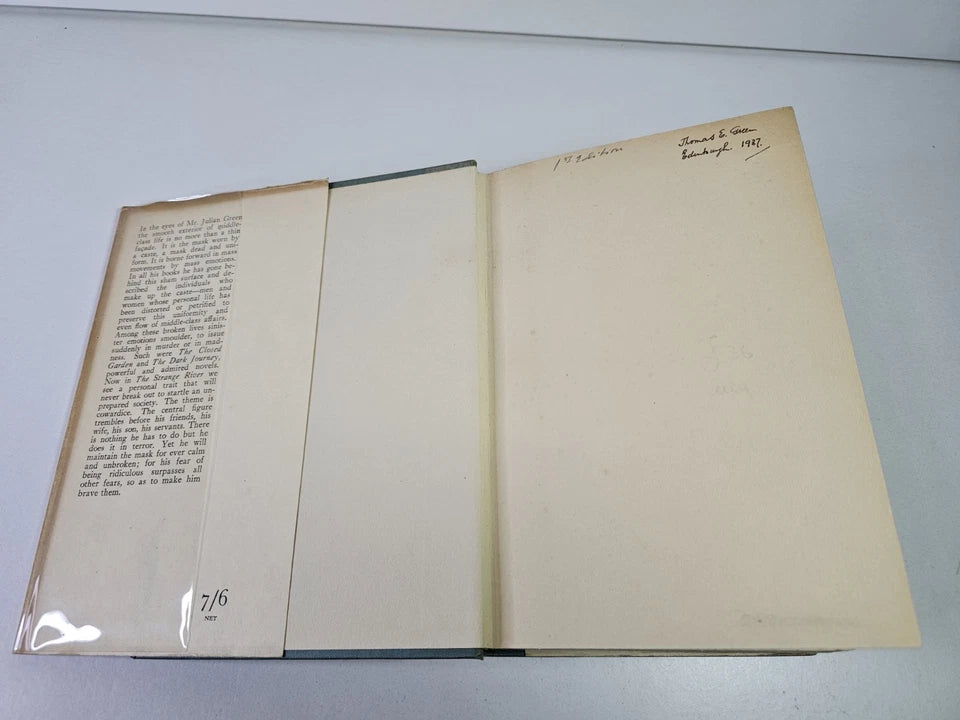 In the eyes of Mr. Julian Green
the smooth exterior of middle-
class life is no more than a thin
façade. It is the mask worn by
a caste, a mask dead and uni-
form. It is borne forward in mass
movements by mass emotions.
In all his books he has gone be-
hind this sham surface and de-
scribed the individuals who
make up the caste—men and
women whose personal life has
been distorted or petrified to
preserve this uniformity and
even flow of middle-class affairs.
Among these broken lives sinis-
ter emotions smoulder, to issue
suddenly in murder or in mad-
ness. Such were The Closed
Garden and The Dark Journey,
powerful and admired novels.
Now in The Strange River we
see a personal trait that will
never break out to startle an un-
prepared society. The theme is
cowardice. The central figure
trembles before his friends, his
wife, his son, his servants. There
is nothing he has to do but he
does it in terror. Yet he will
maintain the mask for ever calm
and unbroken; for his fear of
being ridiculous surpasses all
other fears, so as to make him
brave them.
7/6
NET
1st Edition
Thomas E. Green
Edinburgh. 1937.